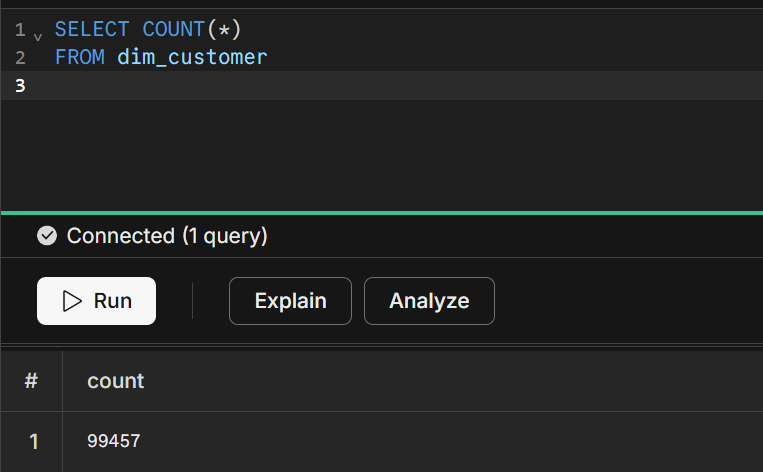 1 SELECT COUNT(*)
2 FROM dim_customer
3
Connected (1 query)
Run Explain Analyze
# count
1 99457